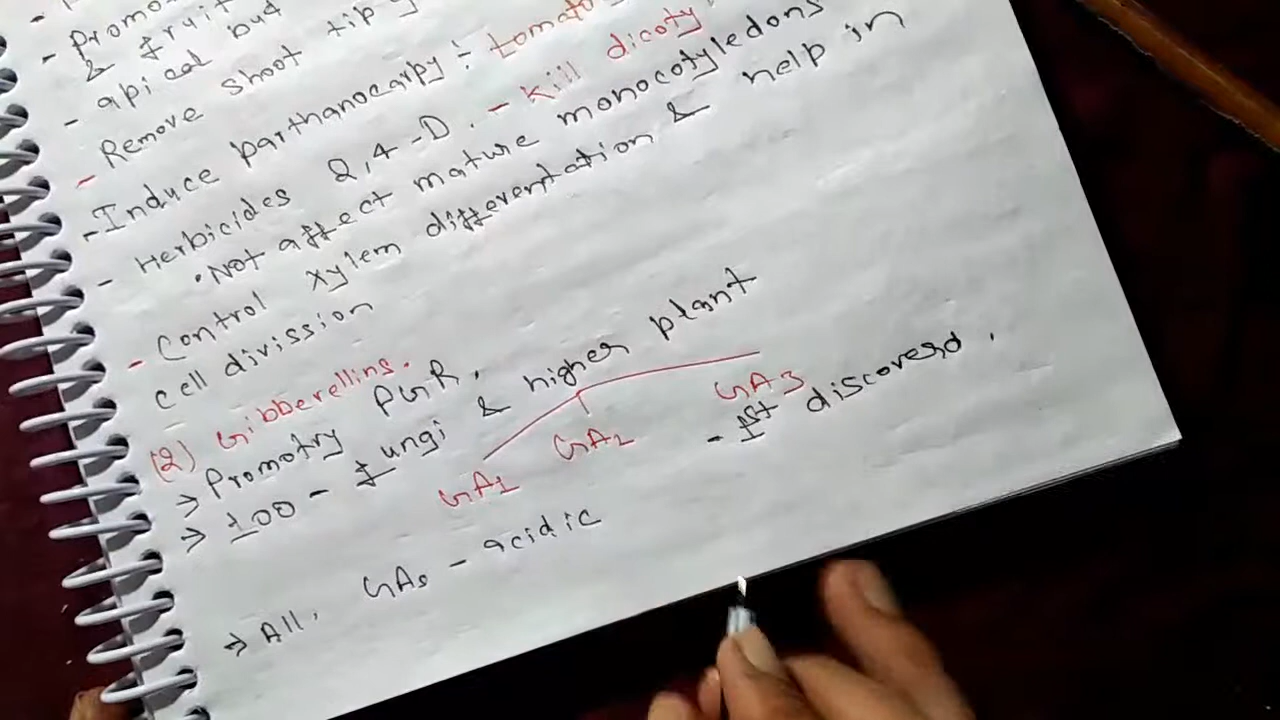 - Promo
& fruit
- apical bud
- Remove shoot tip
- Induce parthanocarpy : tomato
- Herbicides 2,4-D. - kill dicoty
• Not affect mature monocotyledons
- Control xylem differentation & help in
cell divission
(2) Gibberellins.
→ Promotry PGR.
→ 100 - fungi & higher plant
GA1 GA2 GA3
- 1st discoverd.
→ All, GAs - acidic